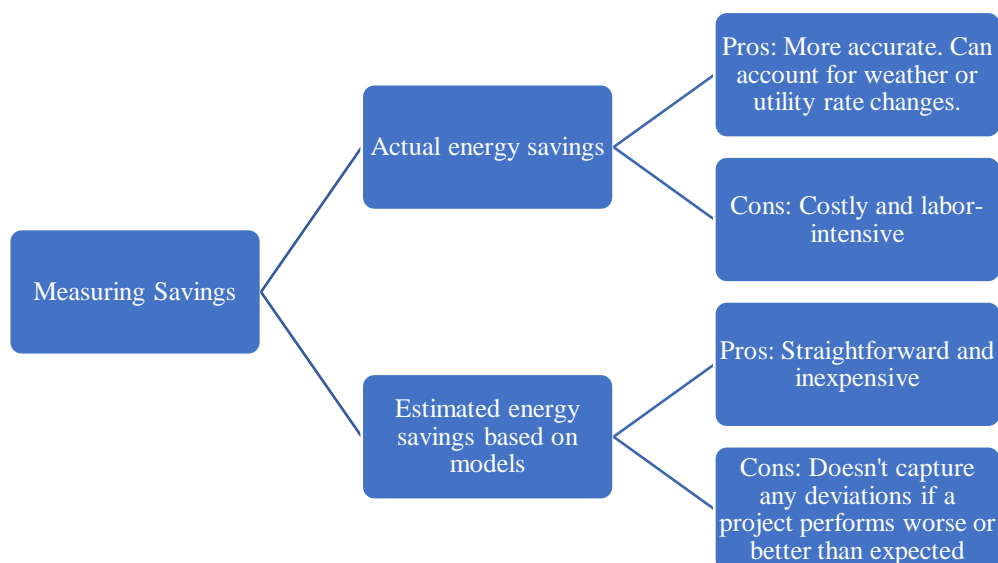 Measuring Savings
Actual energy savings
Pros: More accurate. Can
account for weather or
utility rate changes.
Cons: Costly and labor-
intensive
Estimated energy
savings based on
models
Pros: Straightforward and
inexpensive
Cons: Doesn't capture
any deviations if a
project performs worse or
better than expected